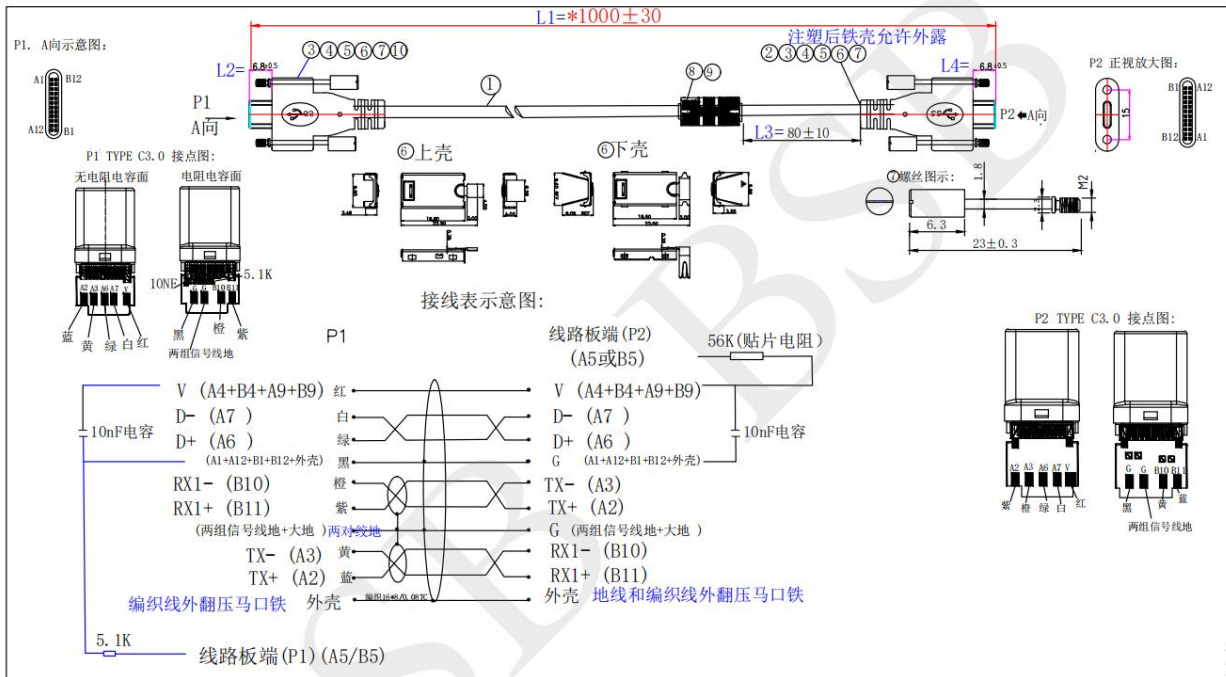 L1=*1000±30
P1. A向示意图:
A1 B12
A12 B1
L2= 6.8±0.5
③④⑤⑥⑦⑩
①
⑧⑨
注塑后铁壳允许外露
②③④⑤⑥⑦
L4= 6.8±0.5
P2 正视放大图:
15
B1 A12
B12 A1
P1
A向
P2 A向
L3= 80±10
P1 TYPE C3.0 接点图:
无电阻电容面 电阻电容面
10NE 5.1K
A2 A3 A6 A7 V
G G B10 B11
蓝 黄 绿 白 红
黑 橙 紫
两组信号线地
⑥上壳
⑥下壳
⑦螺丝图示:
1.8
M2
6.3
23±0.3
接线表示意图:
P1
线路板端(P2)
(A5或B5)
56K(贴片电阻)
V (A4+B4+A9+B9) 红 V (A4+B4+A9+B9)
D- (A7 ) 白 D- (A7 )
10nF电容 10nF电容
D+ (A6 ) 绿 D+ (A6 )
(A1+A12+B1+B12+外壳) 黑 G (A1+A12+B1+B12+外壳)
RX1- (B10) 橙 TX- (A3)
RX1+ (B11) 紫 TX+ (A2)
(两组信号线地+大地 ) 两对绞地 G (两组信号线地+大地 )
TX- (A3) 黄 RX1- (B10)
TX+ (A2) 蓝 RX1+ (B11)
编织线外翻压马口铁 外壳 编织16*8/0.08TC 外壳 地线和编织线外翻压马口铁
5.1K
线路板端(P1)(A5/B5)
P2 TYPE C3.0 接点图:
A2 A3 A6 A7 V
G G B10 B11
紫 橙 绿 白 红
黑 黄 蓝
两组信号线地
BSB
BSB